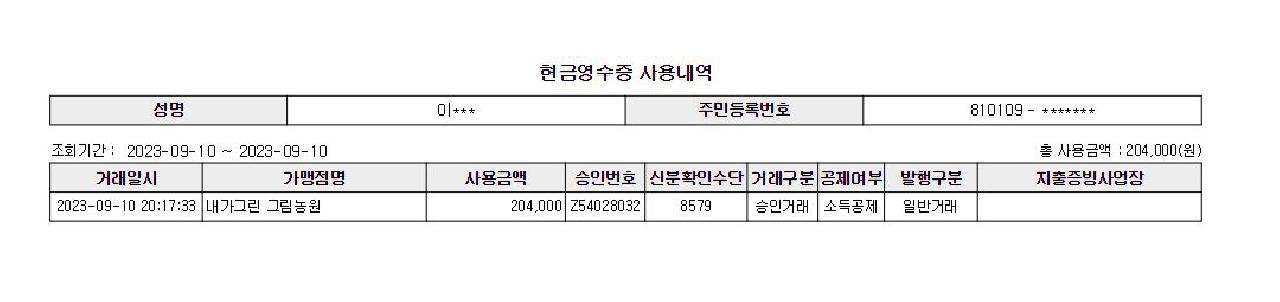 현금영수증 사용내역
성명 이*** 주민등록번호 810109 - *******
조회기간 : 2023-09-10 ~ 2023-09-10 총 사용금액 : 204,000(원)
거래일시 가맹점명 사용금액 승인번호 신분확인수단 거래구분 공제여부 발행구분 지출증빙사업장
2023-09-10 20:17:33 내가그린 그림농원 204,000 Z54028032 8579 승인거래 소득공제 일반거래